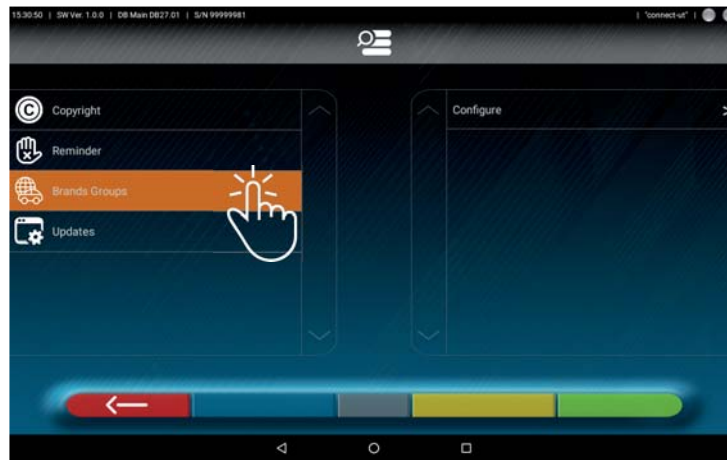 15:30:50 | SW Ver. 1.0.0 | DB Main DB27.01 | S/N 99999981 | "connect-ut" |
Copyright
Configure
Reminder
Brands Groups
Updates